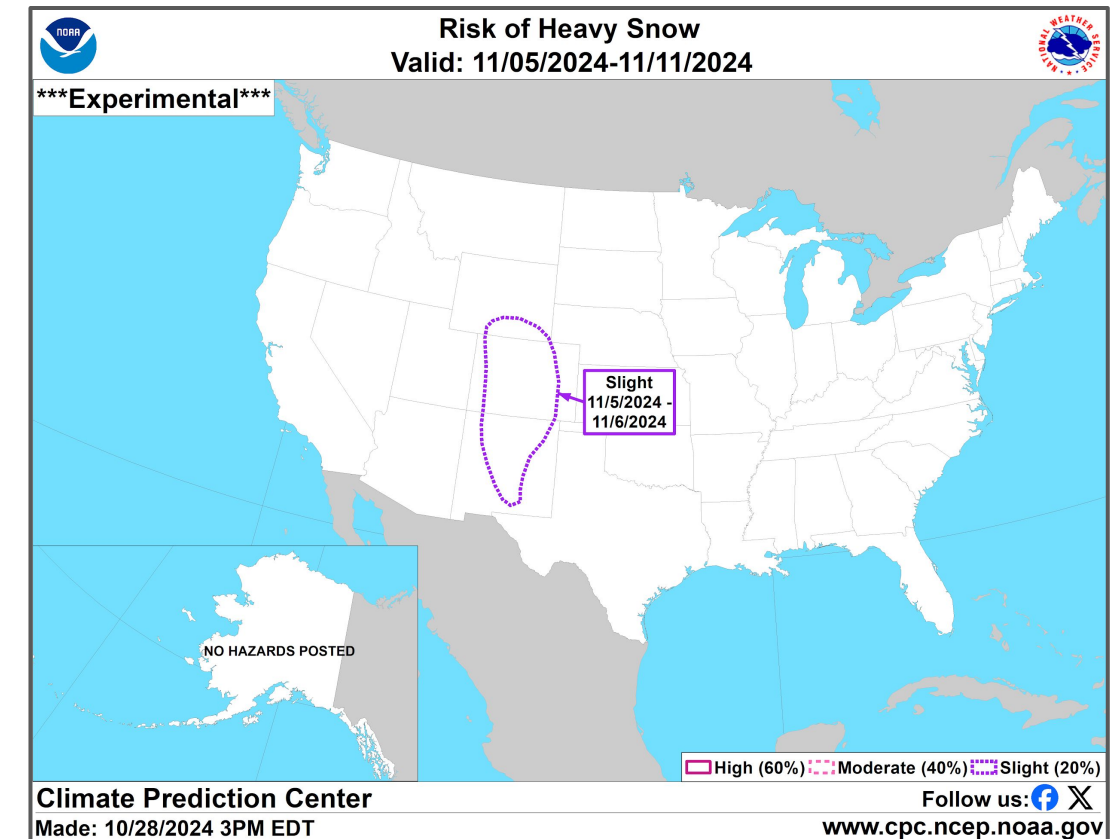 NOAA
Risk of Heavy Snow
Valid: 11/05/2024-11/11/2024
NATIONAL WEATHER SERVICE
***Experimental***
Slight
11/5/2024 -
11/6/2024
NO HAZARDS POSTED
High (60%) Moderate (40%) Slight (20%)
Climate Prediction Center
Follow us:
Made: 10/28/2024 3PM EDT
www.cpc.ncep.noaa.gov